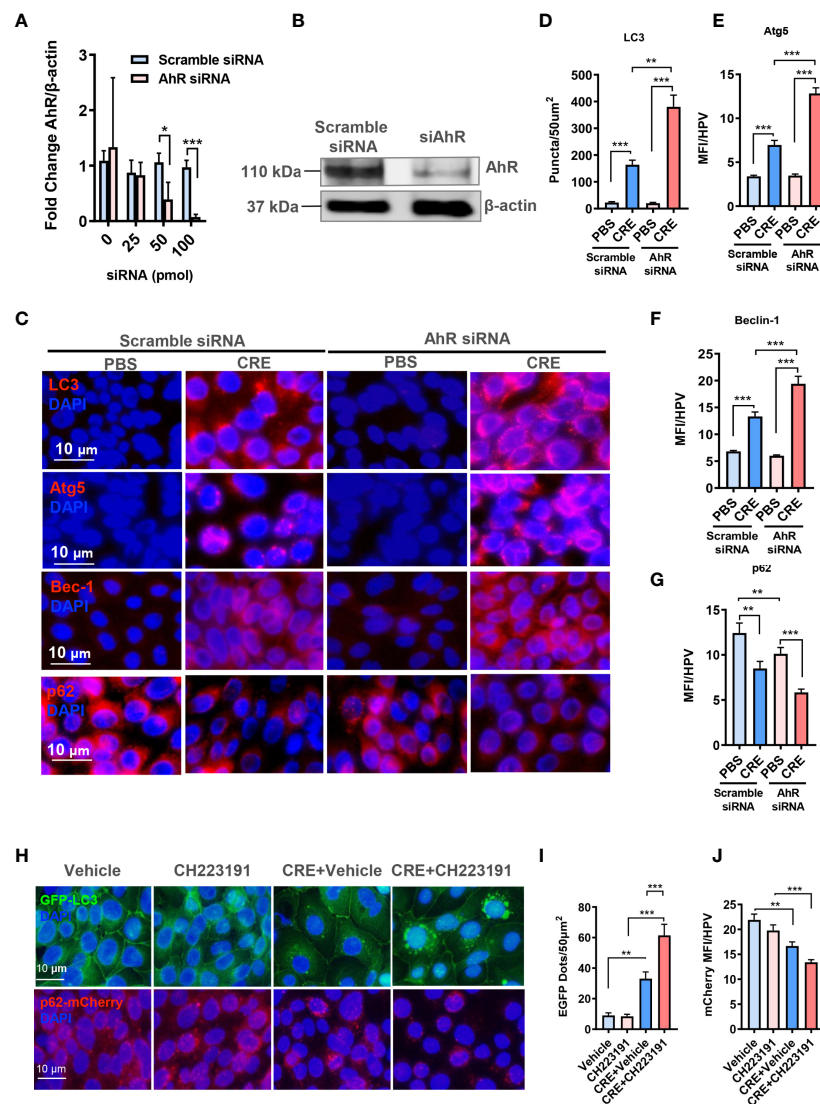 A
Fold Change AhR/β-actin
3
2
1
0
Scramble siRNA
AhR siRNA
*
***
0
25
50
100
siRNA (pmol)
B
Scramble
siRNA
siAhR
110 kDa
AhR
37 kDa
β-actin
C
Scramble siRNA
AhR siRNA
PBS
CRE
PBS
CRE
LC3
DAPI
10 µm
Atg5
DAPI
10 µm
Bec-1
DAPI
10 µm
p62
DAPI
10 µm
D
LC3
Puncta/50um²
500
400
300
200
100
0
**
***
***
PBS
CRE
PBS
CRE
Scramble
siRNA
AhR
siRNA
E
Atg5
MFI/HPV
15
10
5
0
***
***
***
PBS
CRE
PBS
CRE
Scramble
siRNA
AhR
siRNA
F
Beclin-1
MFI/HPV
25
20
15
10
5
0
***
***
***
PBS
CRE
PBS
CRE
Scramble
siRNA
AhR
siRNA
G
p62
MFI/HPV
15
10
5
0
**
**
***
PBS
CRE
PBS
CRE
Scramble
siRNA
AhR
siRNA
H
Vehicle
CH223191
CRE+Vehicle
CRE+CH223191
GFP-LC3
DAPI
10 µm
p62-mCherry
DAPI
10 µm
I
EGFP Dots/50µm²
80
60
40
20
0
***
***
**
Vehicle
CH223191
CRE+Vehicle
CRE+CH223191
J
mCherry MFI/HPV
25
20
15
10
5
0
***
**
Vehicle
CH223191
CRE+Vehicle
CRE+CH223191